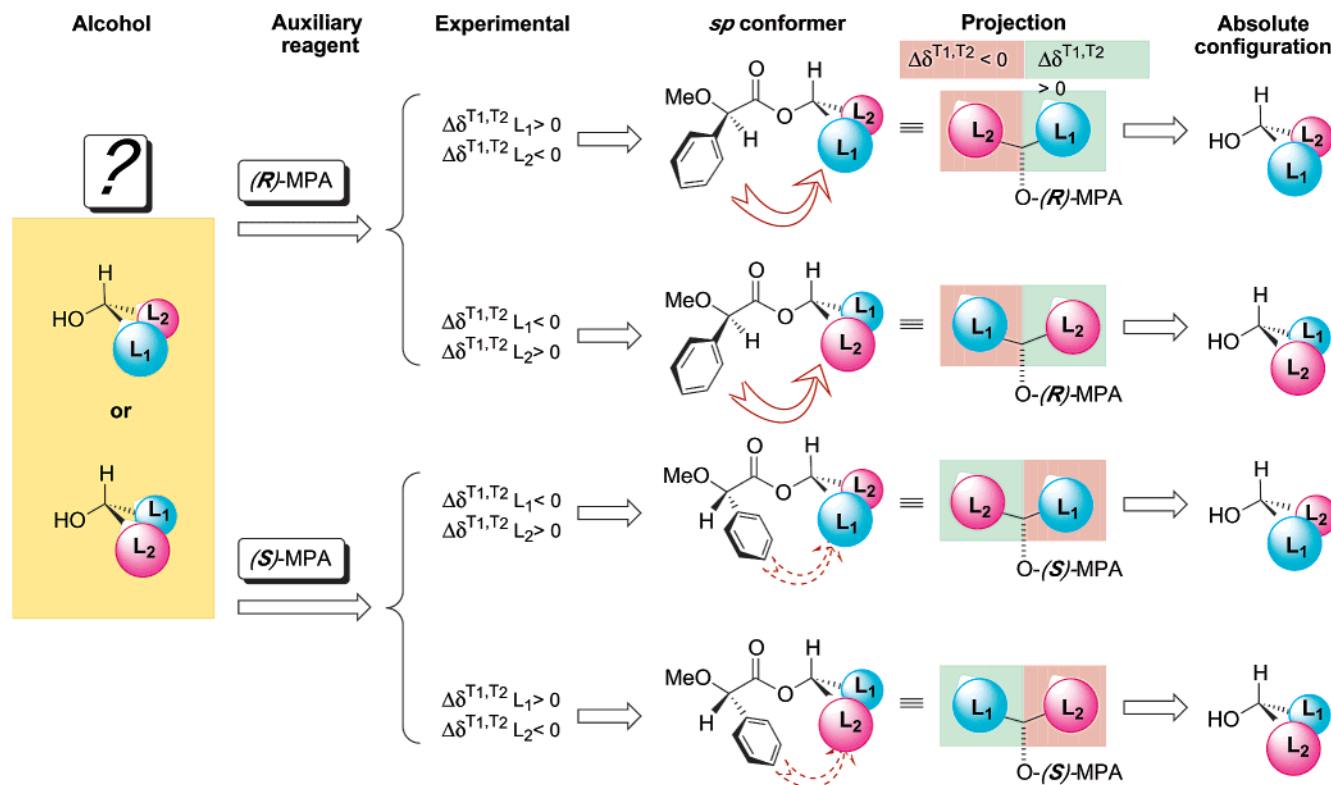 Alcohol
Auxiliary
reagent
Experimental
sp conformer
Projection
Absolute
configuration
Δδ^T1,T2 < 0
Δδ^T1,T2
> 0
?
(R)-MPA
Δδ^T1,T2 L₁ > 0
Δδ^T1,T2 L₂ < 0
MeO
O
O
H
H
L₂
L₁
≡
L₂
L₁
O-(R)-MPA
H
HO
L₂
L₁
H
HO
L₂
L₁
or
H
HO
L₁
L₂
Δδ^T1,T2 L₁ < 0
Δδ^T1,T2 L₂ > 0
MeO
O
O
H
H
L₁
L₂
≡
L₁
L₂
O-(R)-MPA
H
HO
L₁
L₂
(S)-MPA
Δδ^T1,T2 L₁ < 0
Δδ^T1,T2 L₂ > 0
MeO
O
O
H
H
L₂
L₁
≡
L₂
L₁
O-(S)-MPA
H
HO
L₂
L₁
Δδ^T1,T2 L₁ > 0
Δδ^T1,T2 L₂ < 0
MeO
O
O
H
H
L₁
L₂
≡
L₁
L₂
O-(S)-MPA
H
HO
L₁
L₂